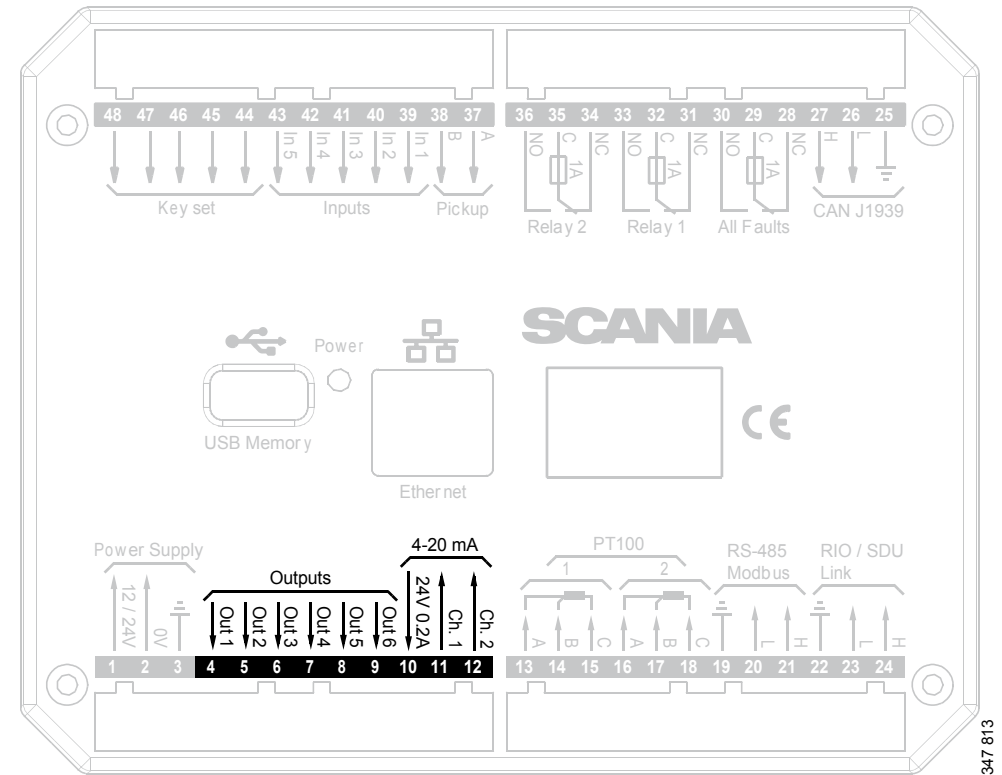 48 47 46 45 44 43 42 41 40 39 38 37
36 35 34 33 32 31 30 29 28 27 26 25
In 5 In 4 In 3 In 2 In 1 B A
NO C 1A NC NO C 1A NC NO C 1A NC H L
Key set Inputs Pickup
Relay 2 Relay 1 All Faults CAN J1939
SCANIA
Power
USB Memory
Ethernet
CE
Power Supply
12 / 24V 0V
Outputs
Out 1 Out 2 Out 3 Out 4 Out 5 Out 6
4-20 mA
24V 0.2A Ch. 1 Ch. 2
PT100
1 2
A B C A B C
RS-485
Modbus
L H
RIO / SDU
Link
L H
1 2 3 4 5 6 7 8 9 10 11 12
13 14 15 16 17 18 19 20 21 22 23 24
347 813